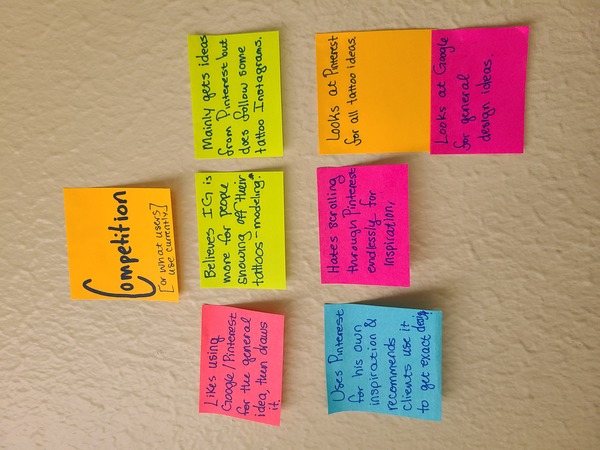 Competition
[or what users]
use currently
Likes using
Google/Pinterest
for the general
idea, then draws
it.
Believes IG is
more for people
showing off their
tattoos - modeling.
Mainly gets ideas
from Pinterest but
does follow some
tattoo Instagrams.
Uses Pinterest
for his own
inspiration &
recommends
clients use it
to get exact design.
Hates scrolling
through Pinterest
endlessly for
inspiration,
Looks at Pinterest
for all tattoo ideas.
Looks at Google
for general
design ideas.